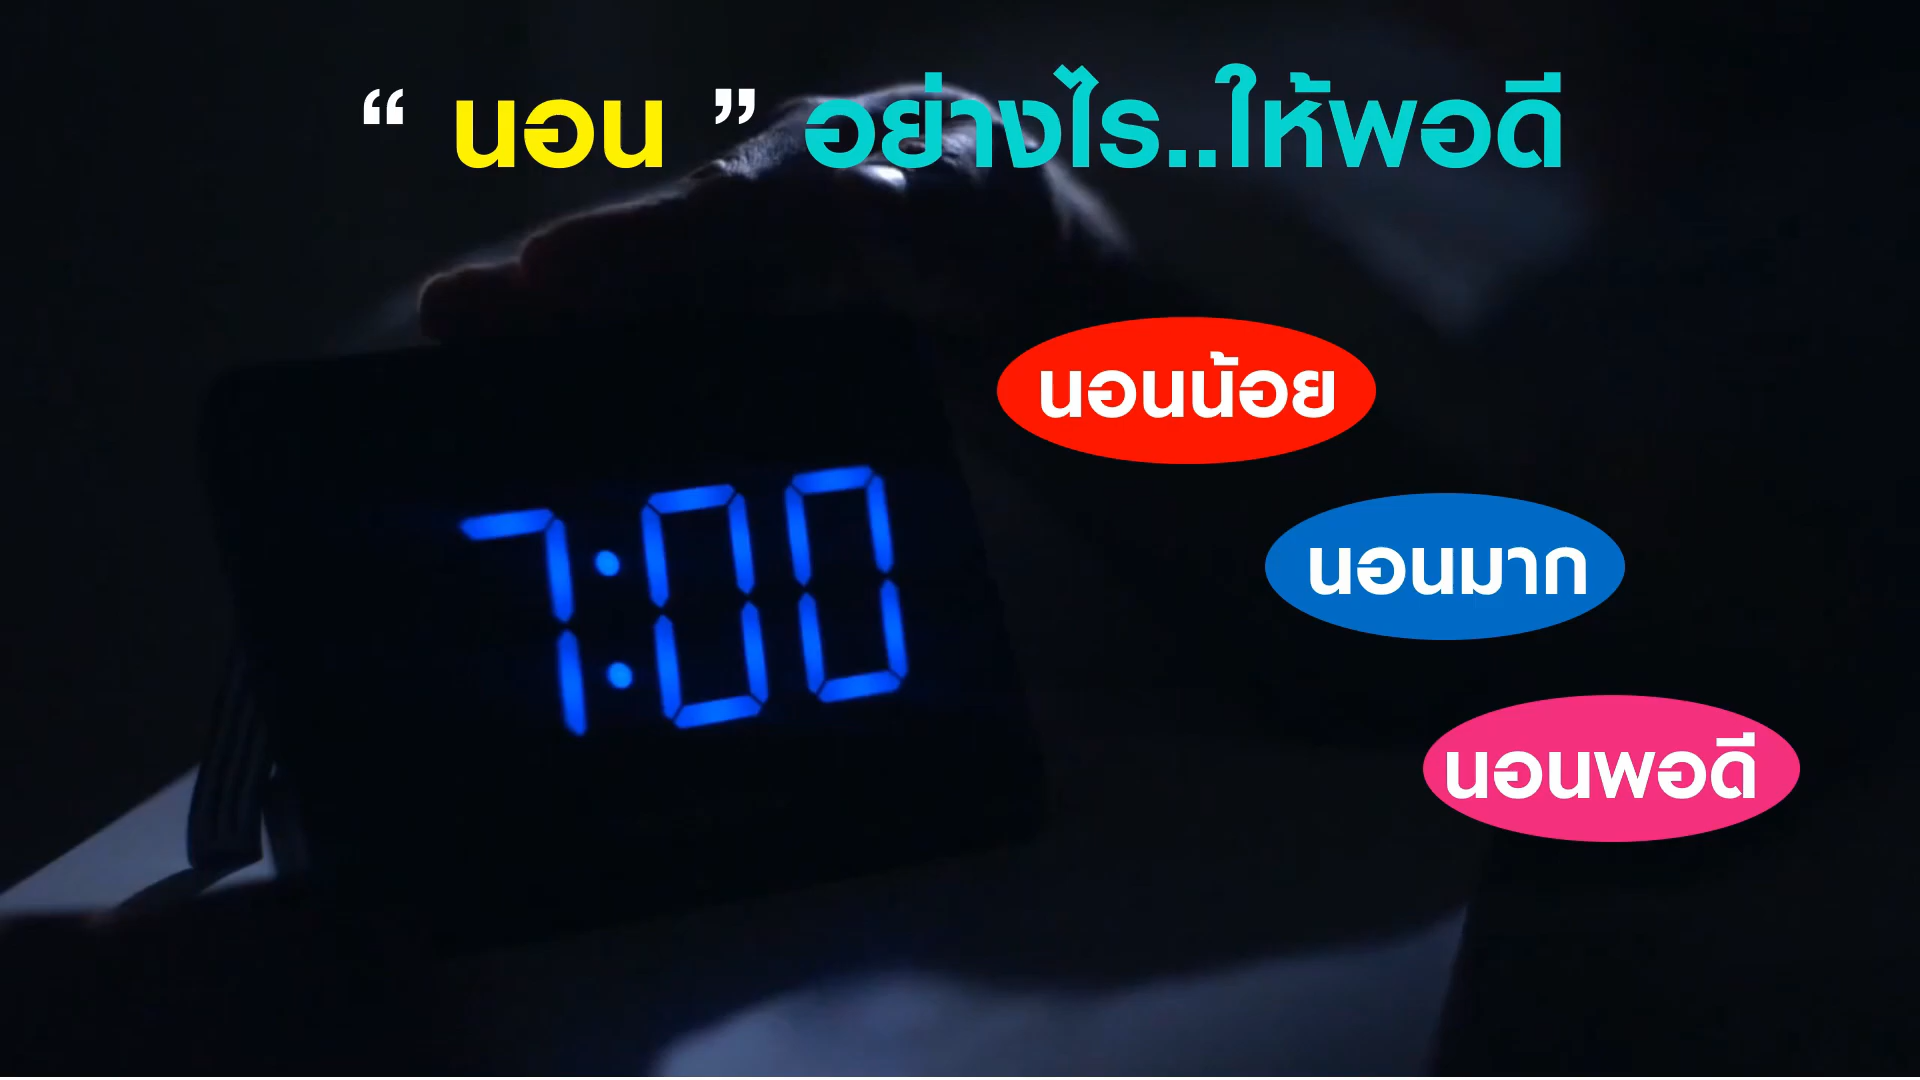 “ นอน ” อย่างไร..ให้พอดี
นอนน้อย
7:00
นอนมาก
นอนพอดี